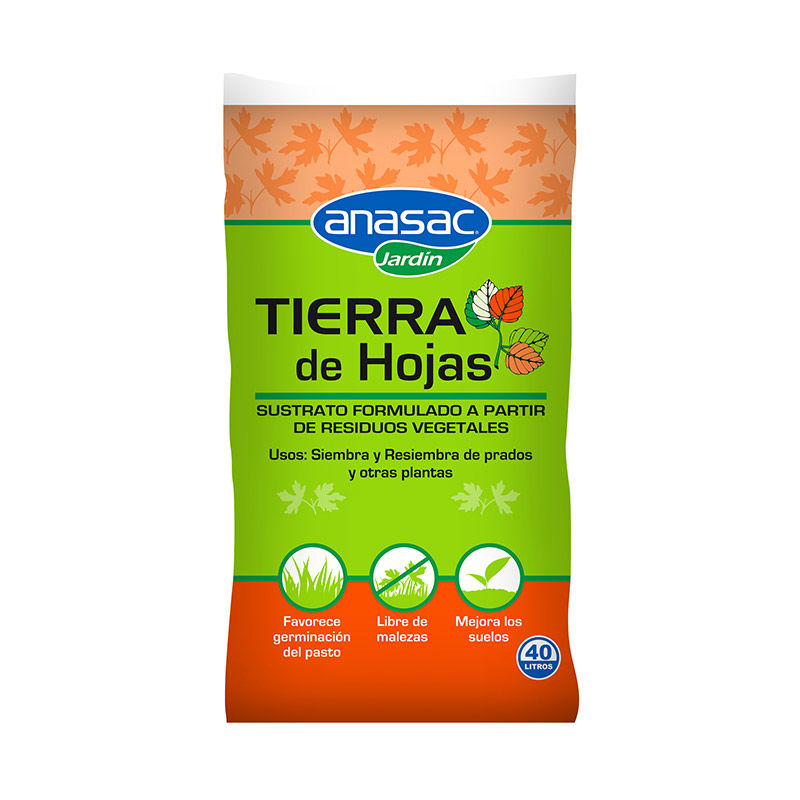 anasac®
Jardín
TIERRA
de Hojas
SUSTRATO FORMULADO A PARTIR
DE RESIDUOS VEGETALES
Usos: Siembra y Resiembra de prados
y otras plantas
Favorece
germinación
del pasto
Libre de
malezas
Mejora los
suelos
40
LITROS